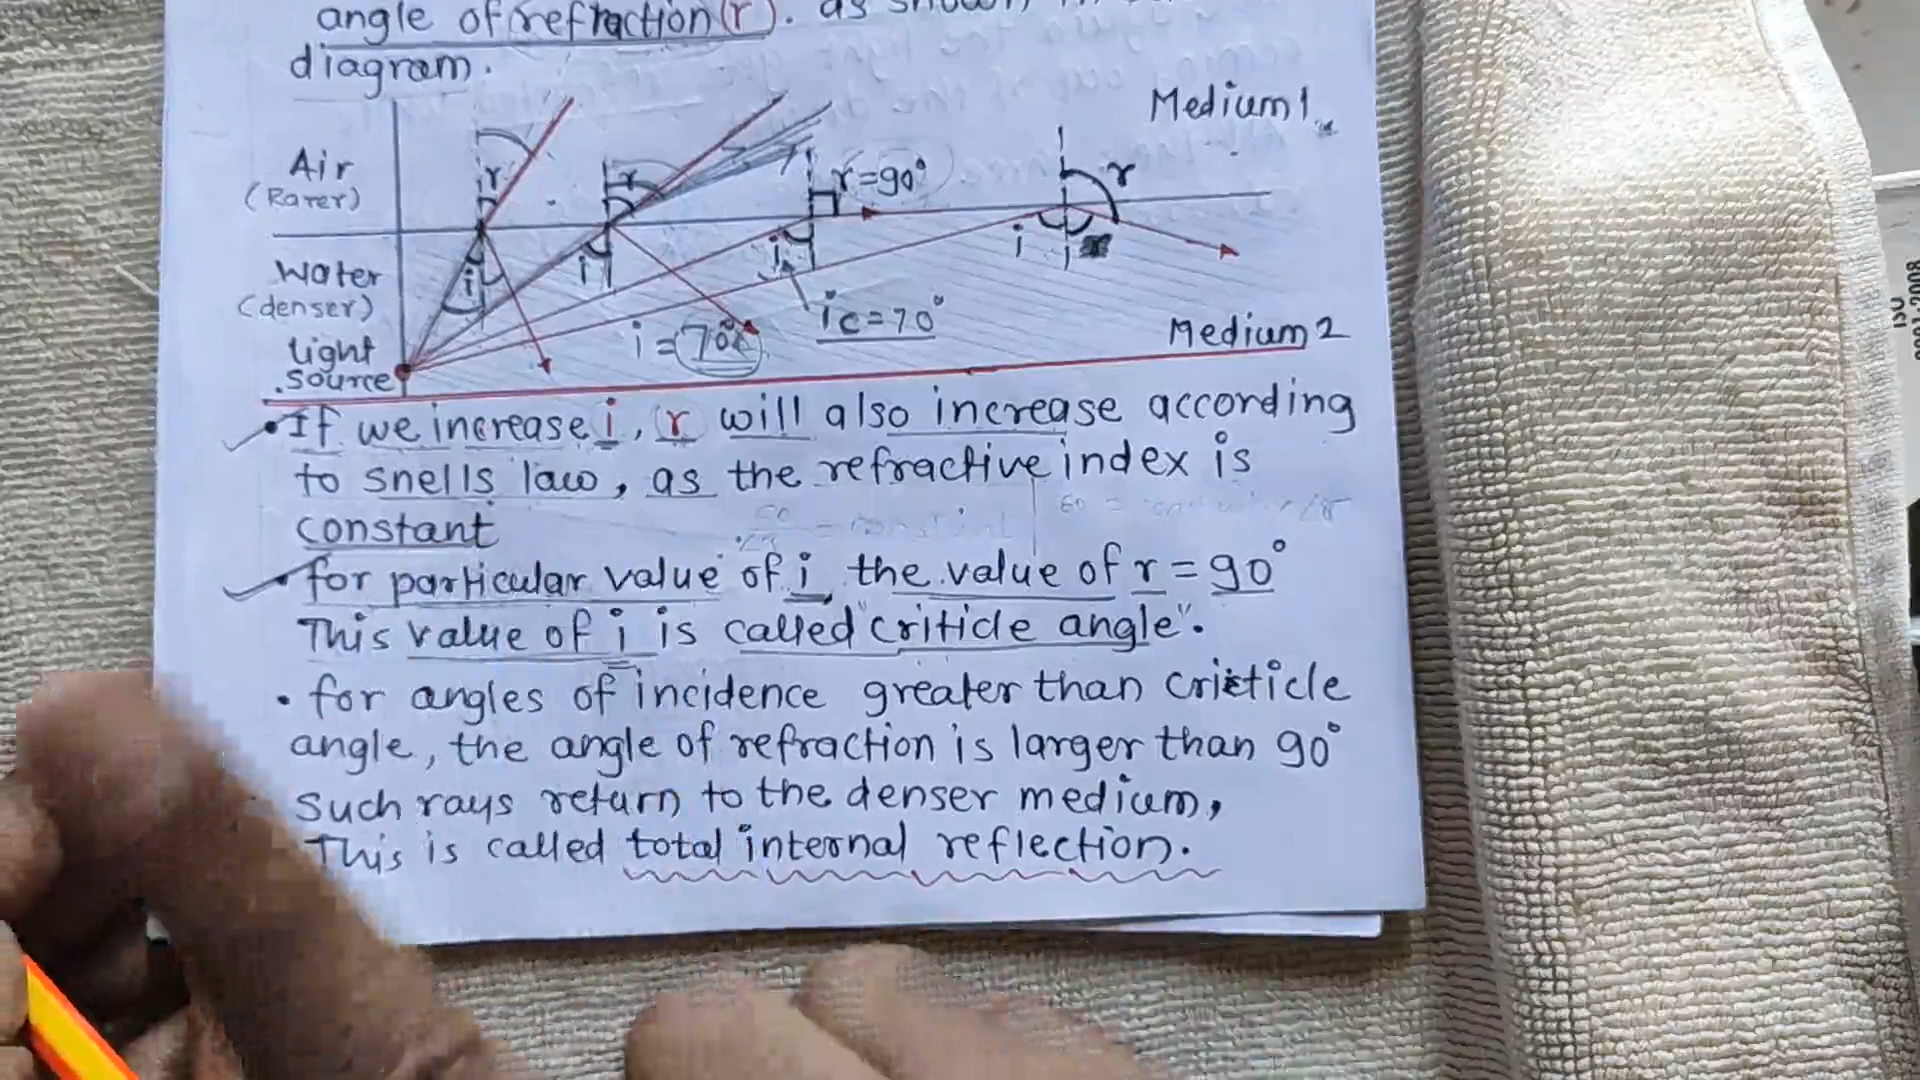 angle of refraction (r). as shown
diagram.
Medium 1
Air
(Rarer)
r r r=90° r
Water
(denser)
i i i i
ic=70°
i = 70°
Medium 2
light
source
• If we increase i, r will also increase according
to snells law, as the refractive index is
constant
• for particular value of i the value of r = 90°
This value of i is called "criticle angle".
• for angles of incidence greater than cristicle
angle, the angle of refraction is larger than 90°
Such rays return to the denser medium,
This is called total internal reflection.
ISO
9001:2008